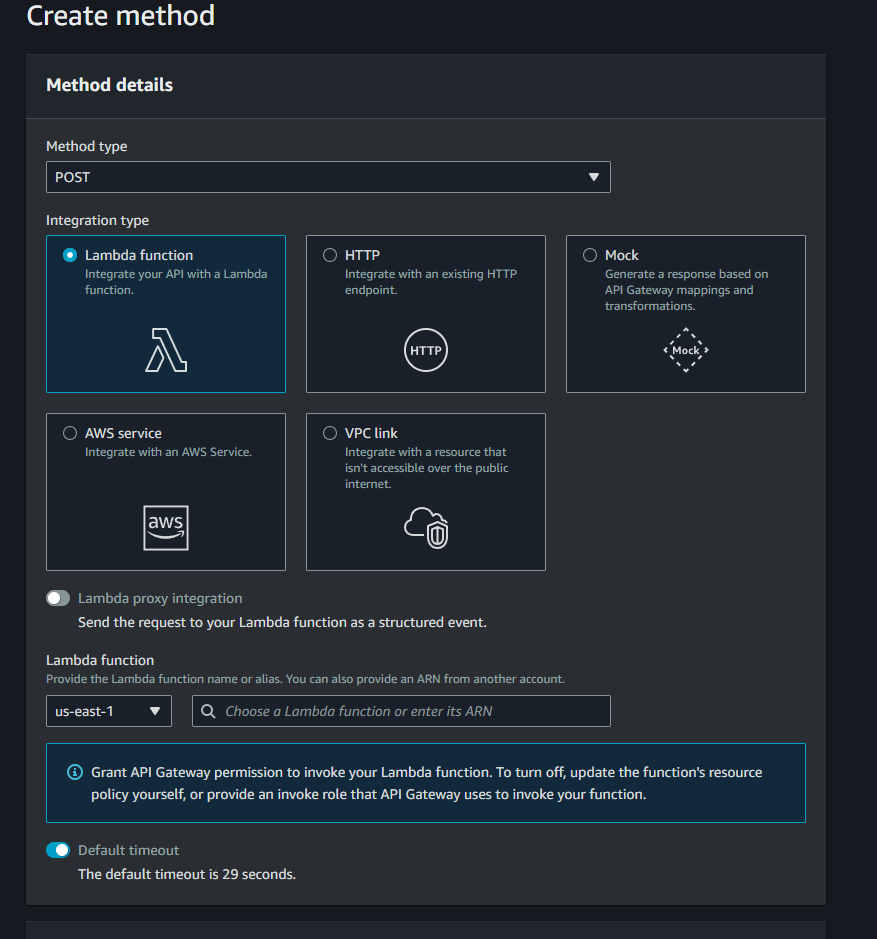 Create method
Method details
Method type
POST
Integration type
Lambda function
Integrate your API with a Lambda
function.
HTTP
Integrate with an existing HTTP
endpoint.
HTTP
Mock
Generate a response based on
API Gateway mappings and
transformations.
Mock
AWS service
Integrate with an AWS Service.
aws
VPC link
Integrate with a resource that
isn't accessible over the public
internet.
Lambda proxy integration
Send the request to your Lambda function as a structured event.
Lambda function
Provide the Lambda function name or alias. You can also provide an ARN from another account.
us-east-1
Choose a Lambda function or enter its ARN
Grant API Gateway permission to invoke your Lambda function. To turn off, update the function's resource
policy yourself, or provide an invoke role that API Gateway uses to invoke your function.
Default timeout
The default timeout is 29 seconds.